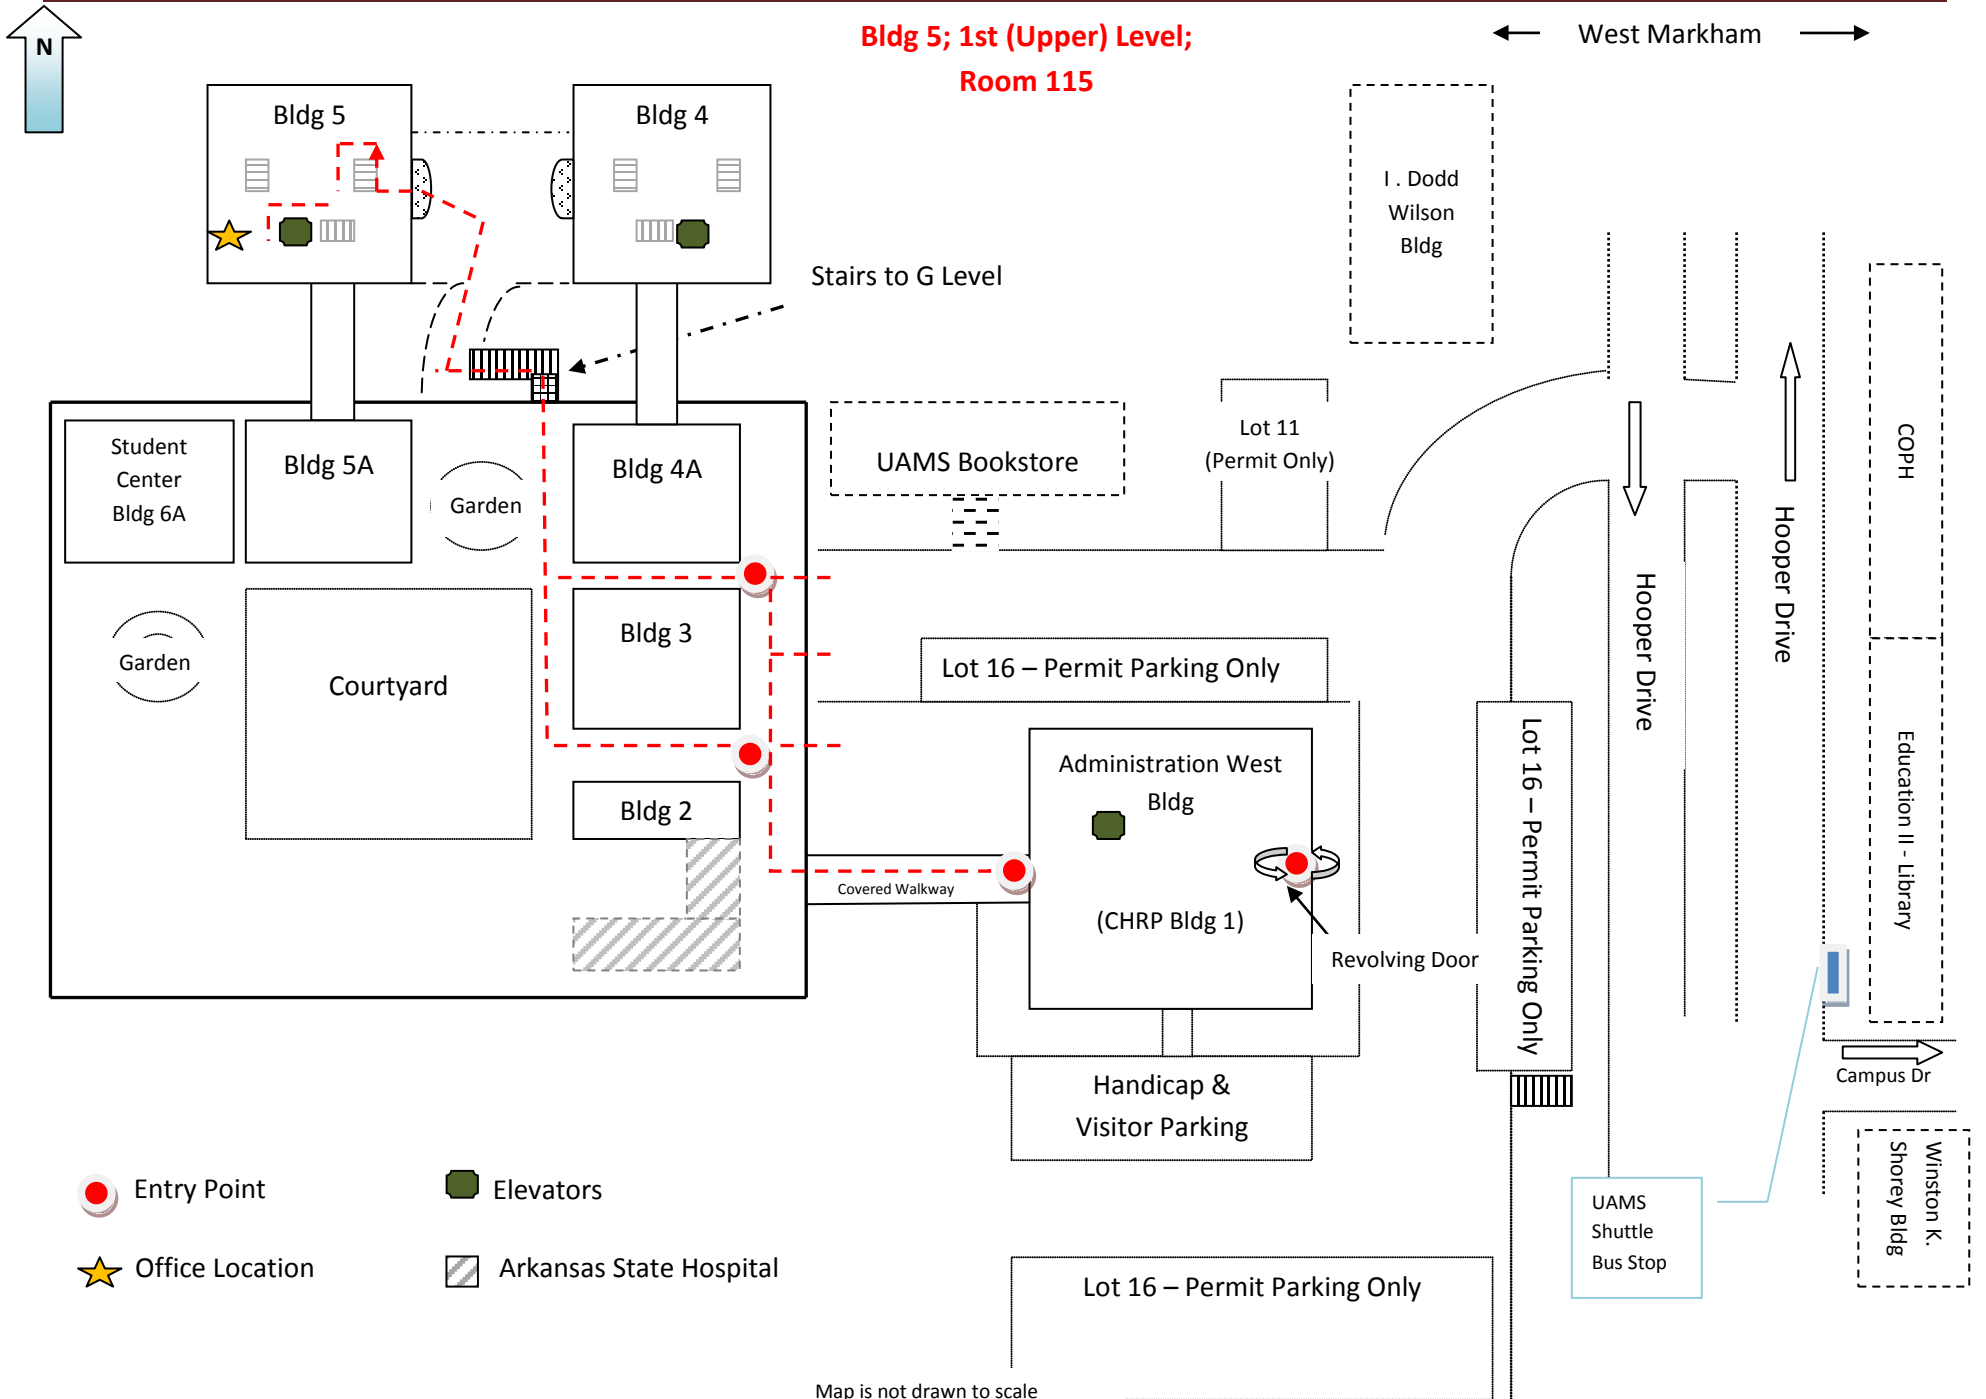 Bldg 5; 1st (Upper) Level;
Room 115
West Markham
N
Bldg 5
Bldg 4
I . Dodd
Wilson
Bldg
Stairs to G Level
Student
Center
Bldg 6A
Bldg 5A
Garden
Bldg 4A
UAMS Bookstore
Lot 11
(Permit Only)
COPH
Hooper Drive
Hooper Drive
Garden
Courtyard
Bldg 3
Lot 16 – Permit Parking Only
Bldg 2
Administration West
Bldg
(CHRP Bldg 1)
Covered Walkway
Revolving Door
Lot 16 – Permit Parking Only
Education II - Library
Campus Dr
Handicap &
Visitor Parking
Winston K.
Shorey Bldg
UAMS
Shuttle
Bus Stop
Entry Point
Elevators
Office Location
Arkansas State Hospital
Lot 16 – Permit Parking Only
Map is not drawn to scale